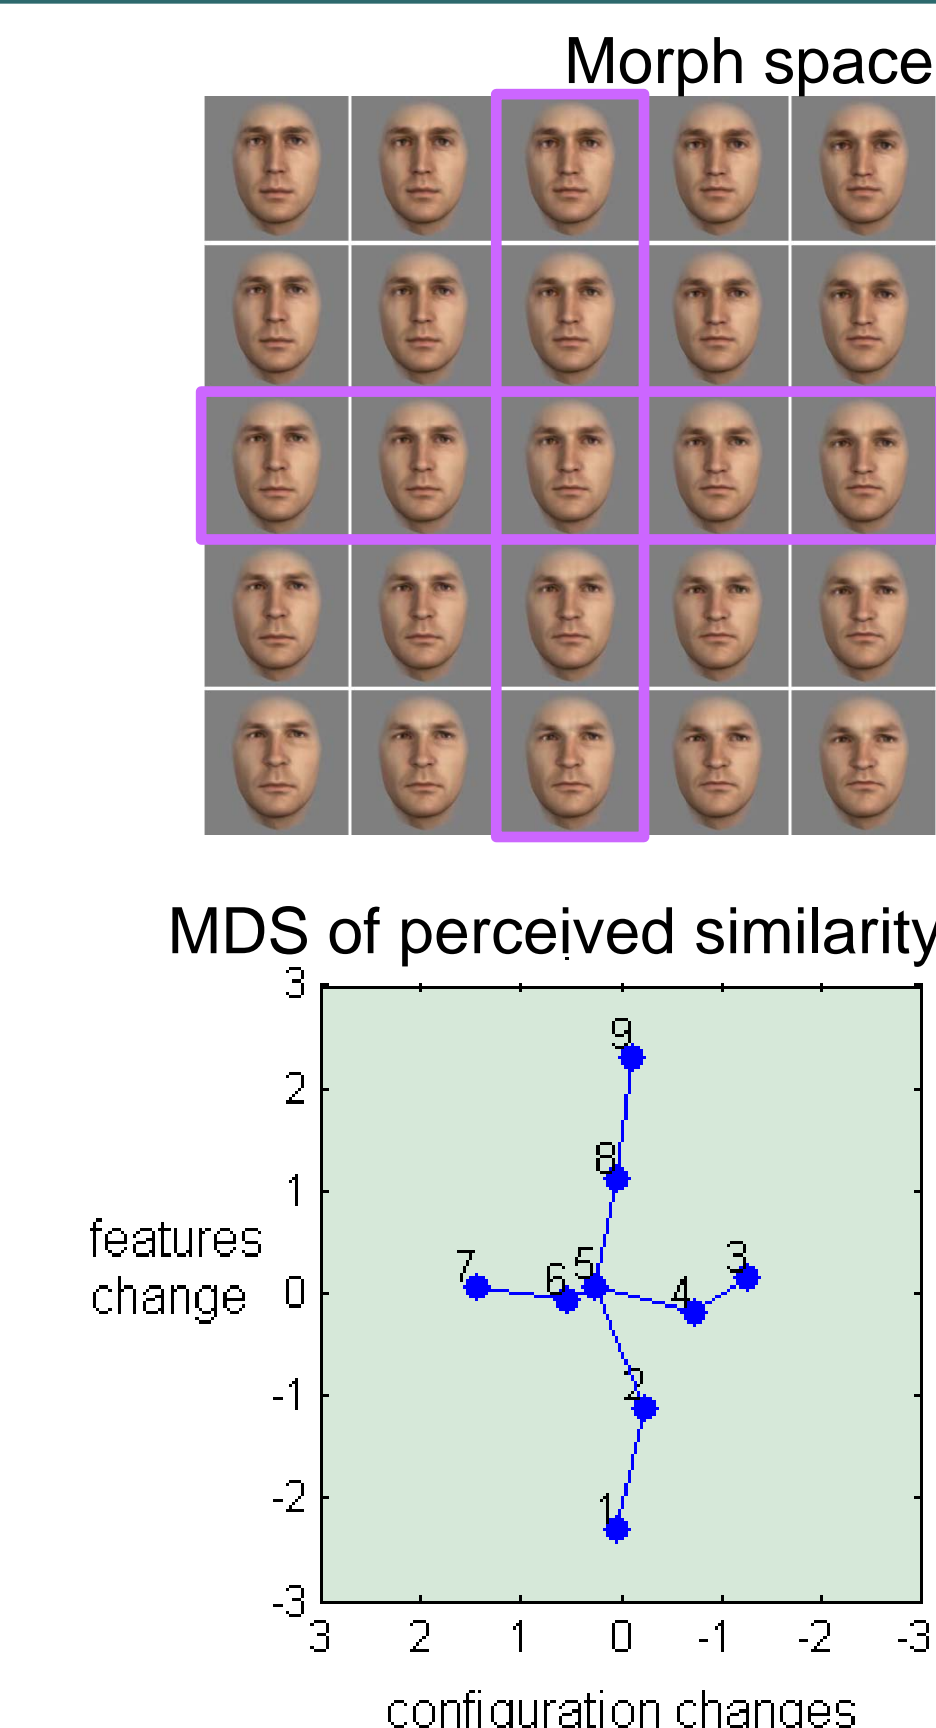 Morph space
MDS of perceived similarity
3
9
2
8
1
features
change
7
6
5
3
4
0
-1
2
-2
1
-3
3 2 1 0 -1 -2 -3
configuration changes